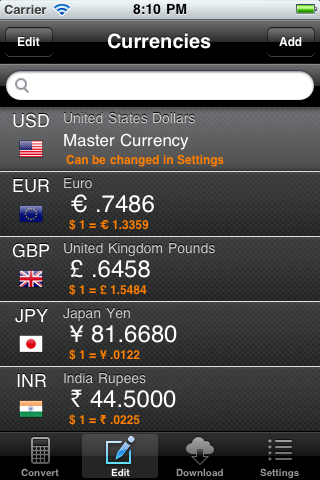 Carrier 8:10 PM
Edit Currencies Add
USD United States Dollars
Master Currency
Can be changed in Settings
EUR Euro
€ .7486
$ 1 = € 1.3359
GBP United Kingdom Pounds
£ .6458
$ 1 = £ 1.5484
JPY Japan Yen
¥ 81.6680
$ 1 = ¥ .0122
INR India Rupees
₹ 44.5000
$ 1 = ₹ .0225
Convert Edit Download Settings